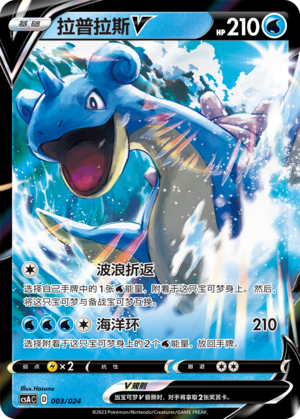 基础
拉普拉斯V
HP 210
波浪折返
选择自己手牌中的1张能量,附着于这只宝可梦身上。然后,
将这只宝可梦与备战宝可梦互换。
海洋环 210
选择附着于这只宝可梦身上的2个能量,放回手牌。
弱点 ×2 抗性 撤退
Illus.Hasuno
csAC D 003/024
V规则
当宝可梦V【昏厥】时,对手将拿取2张奖赏卡。
©2023 Pokémon/Nintendo/Creatures/GAME FREAK.